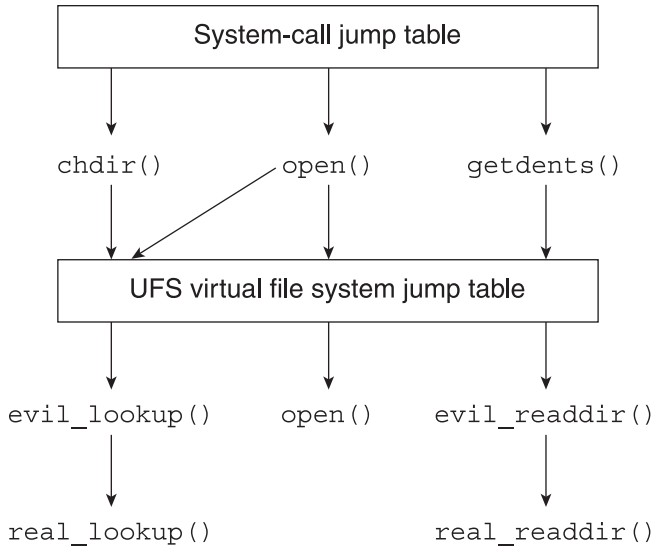 System-call jump table
chdir() open() getdents()
UFS virtual file system jump table
evil_lookup() open() evil_readdir()
real_lookup() real_readdir()